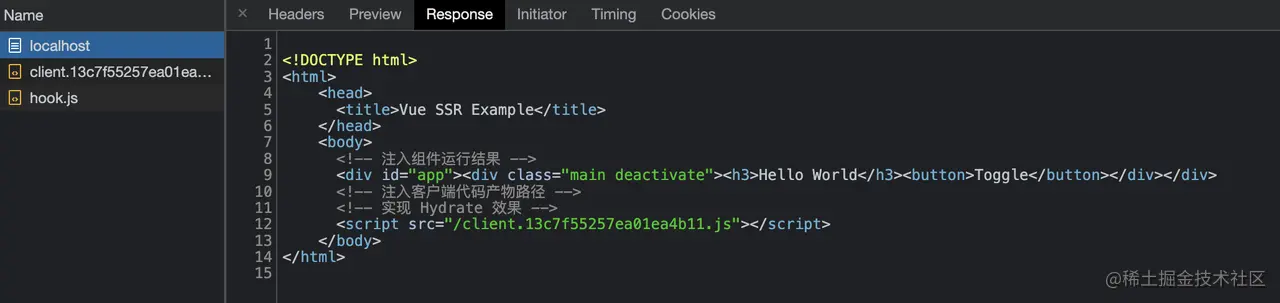 Name
Headers Preview Response Initiator Timing Cookies
localhost
client.13c7f55257ea01ea...
hook.js
1
2 <!DOCTYPE html>
3 <html>
4 <head>
5 <title>Vue SSR Example</title>
6 </head>
7 <body>
8 <!-- 注入组件运行结果 -->
9 <div id="app"><div class="main deactivate"><h3>Hello World</h3><button>Toggle</button></div></div>
10 <!-- 注入客户端代码产物路径 -->
11 <!-- 实现 Hydrate 效果 -->
12 <script src="/client.13c7f55257ea01ea4b11.js"></script>
13 </body>
14 </html>
15
@稀土掘金技术社区